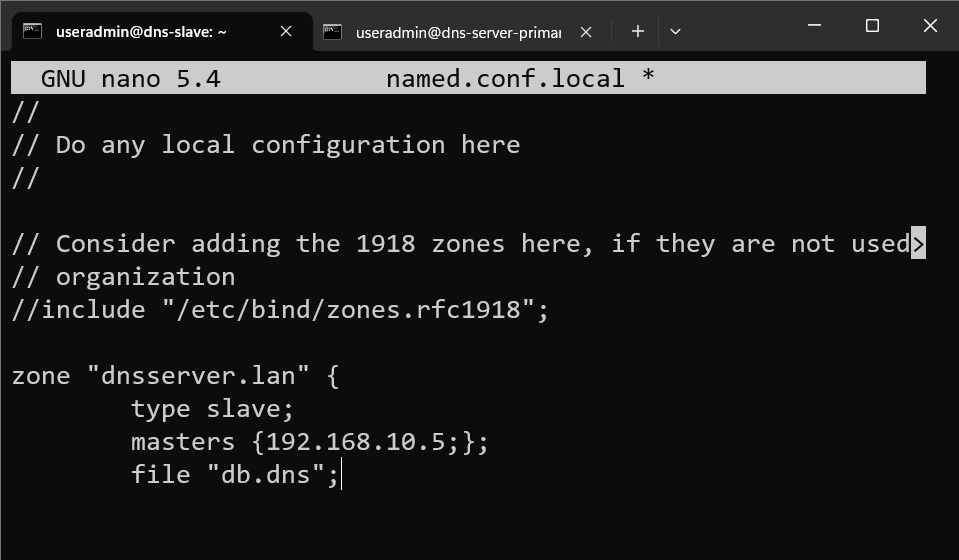 useradmin@dns-slave: ~
useradmin@dns-server-primar
GNU nano 5.4 named.conf.local *
//
// Do any local configuration here
//
// Consider adding the 1918 zones here, if they are not used>
// organization
//include "/etc/bind/zones.rfc1918";
zone "dnsserver.lan" {
type slave;
masters {192.168.10.5;};
file "db.dns";